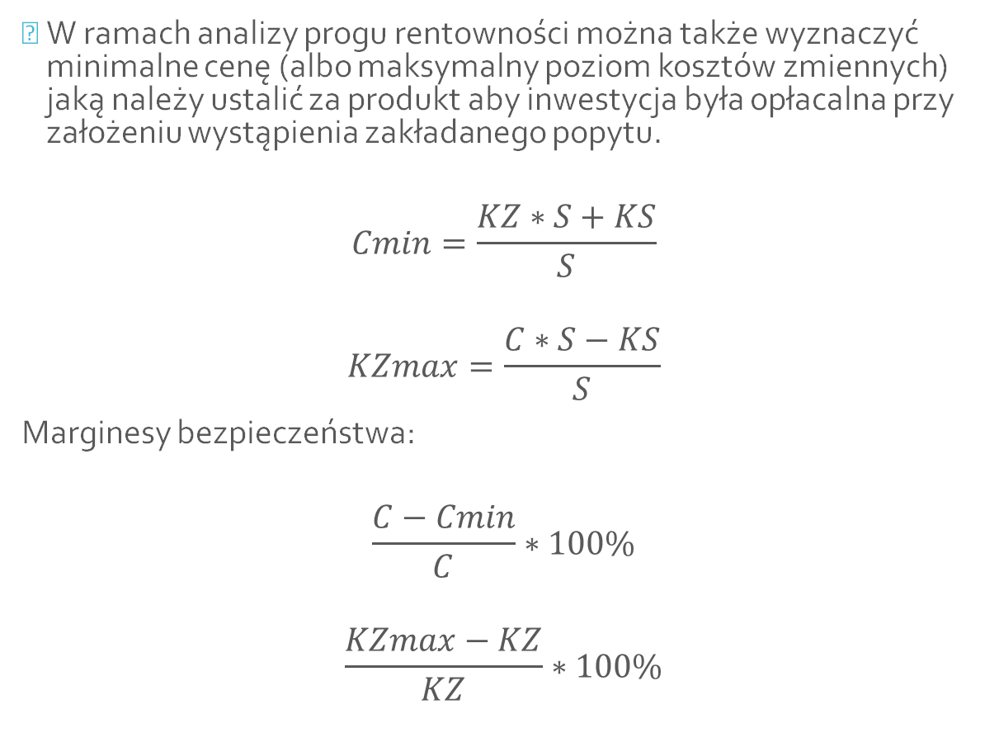 W ramach analizy progu rentowności można także wyznaczyć
minimalne cenę (albo maksymalny poziom kosztów zmiennych)
jaką należy ustalić za produkt aby inwestycja była opłacalna przy
założeniu wystąpienia zakładanego popytu.
Cmin = \frac{KZ * S + KS}{S}
KZmax = \frac{C * S − KS}{S}
Marginesy bezpieczeństwa:
\frac{C − Cmin}{C} * 100%
\frac{KZmax − KZ}{KZ} * 100%